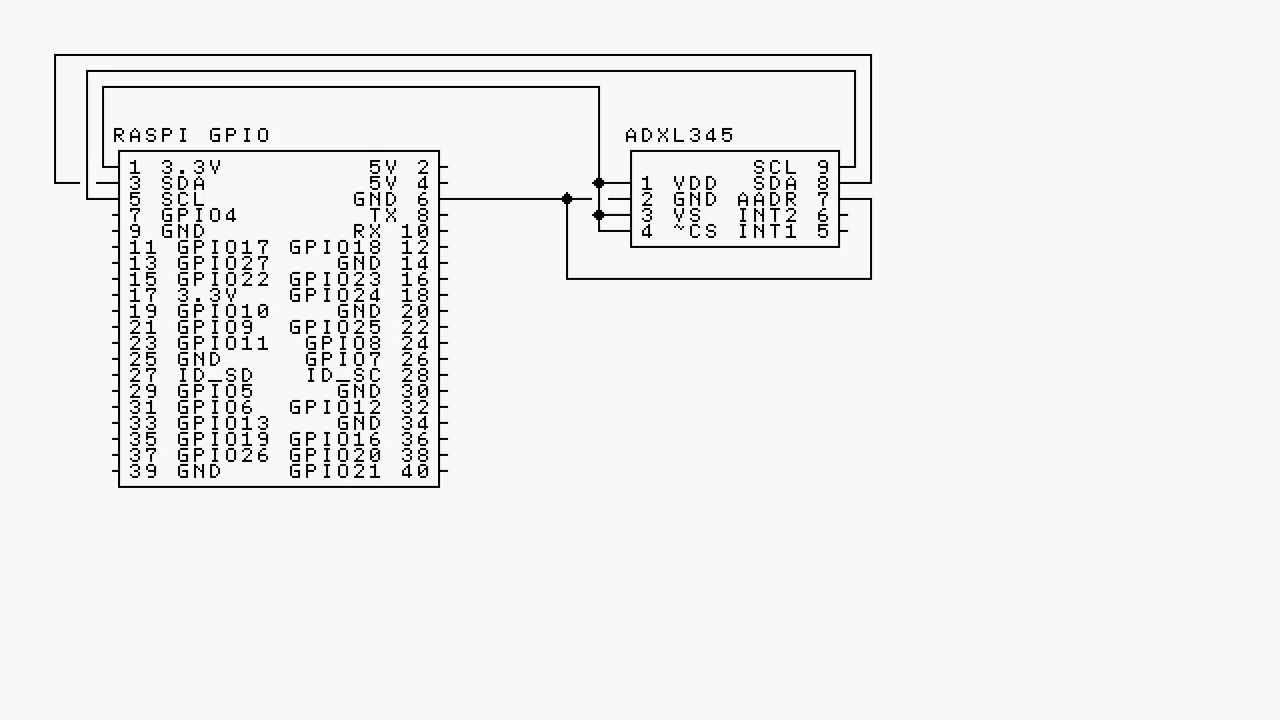 RASPI GPIO
ADXL345
1 3.3V 5V 2
3 SDA 5V 4
5 SCL GND 6
7 GPIO4 TX 8
9 GND RX 10
11 GPIO17 GPIO18 12
13 GPIO27 GND 14
15 GPIO22 GPIO23 16
17 3.3V GPIO24 18
19 GPIO10 GND 20
21 GPIO9 GPIO25 22
23 GPIO11 GPIO8 24
25 GND GPIO7 26
27 ID_SD ID_SC 28
29 GPIO5 GND 30
31 GPIO6 GPIO12 32
33 GPIO13 GND 34
35 GPIO19 GPIO16 36
37 GPIO26 GPIO20 38
39 GND GPIO21 40
SCL 9
1 VDD SDA 8
2 GND AADR 7
3 VS INT2 6
4 ~CS INT1 5